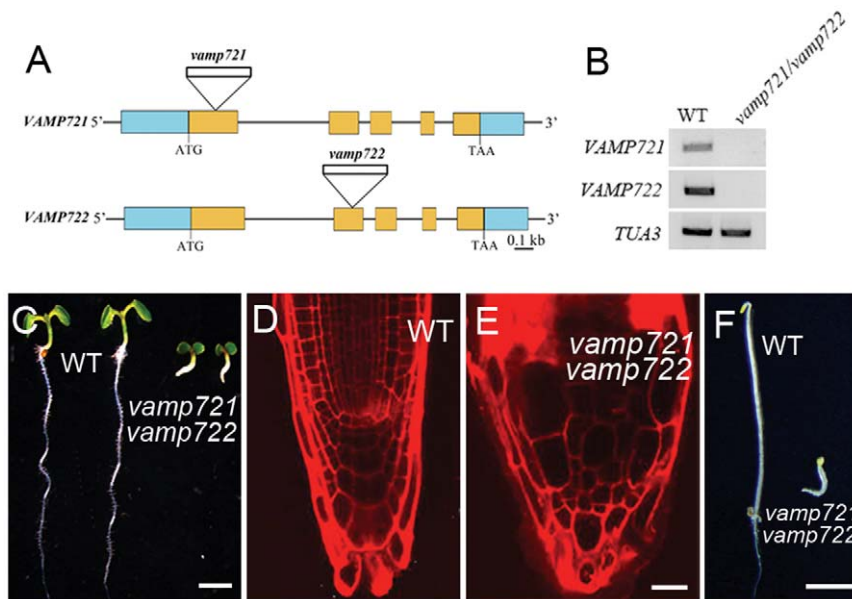 A
vamp721
VAMP721 5’ 3’
ATG TAA
vamp722
VAMP722 5’ 3’
ATG TAA
0.1 kb
B
WT vamp721/vamp722
VAMP721
VAMP722
TUA3
C
WT
vamp721
vamp722
D
WT
E
vamp721
vamp722
F
WT
vamp721
vamp722